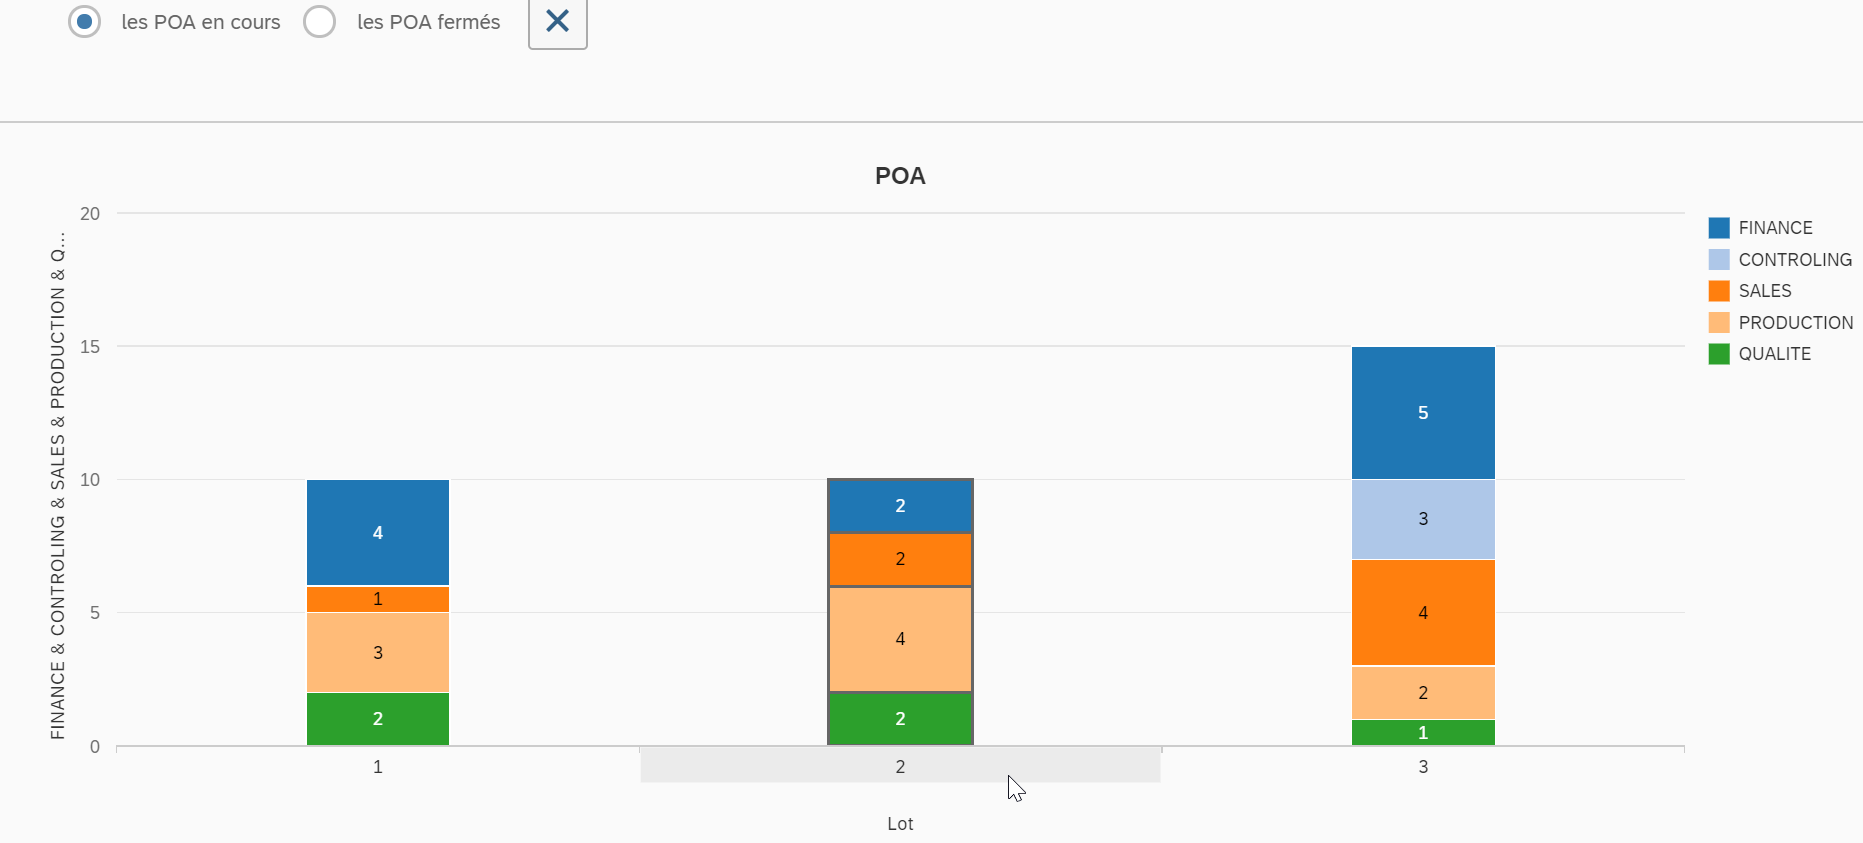 les POA en cours les POA fermés
POA
FINANCE & CONTROLING & SALES & PRODUCTION & Q...
20
15
10
5
0
4
1
3
2
2
2
4
2
5
3
4
2
1
1 2 3
Lot
FINANCE
CONTROLING
SALES
PRODUCTION
QUALITE